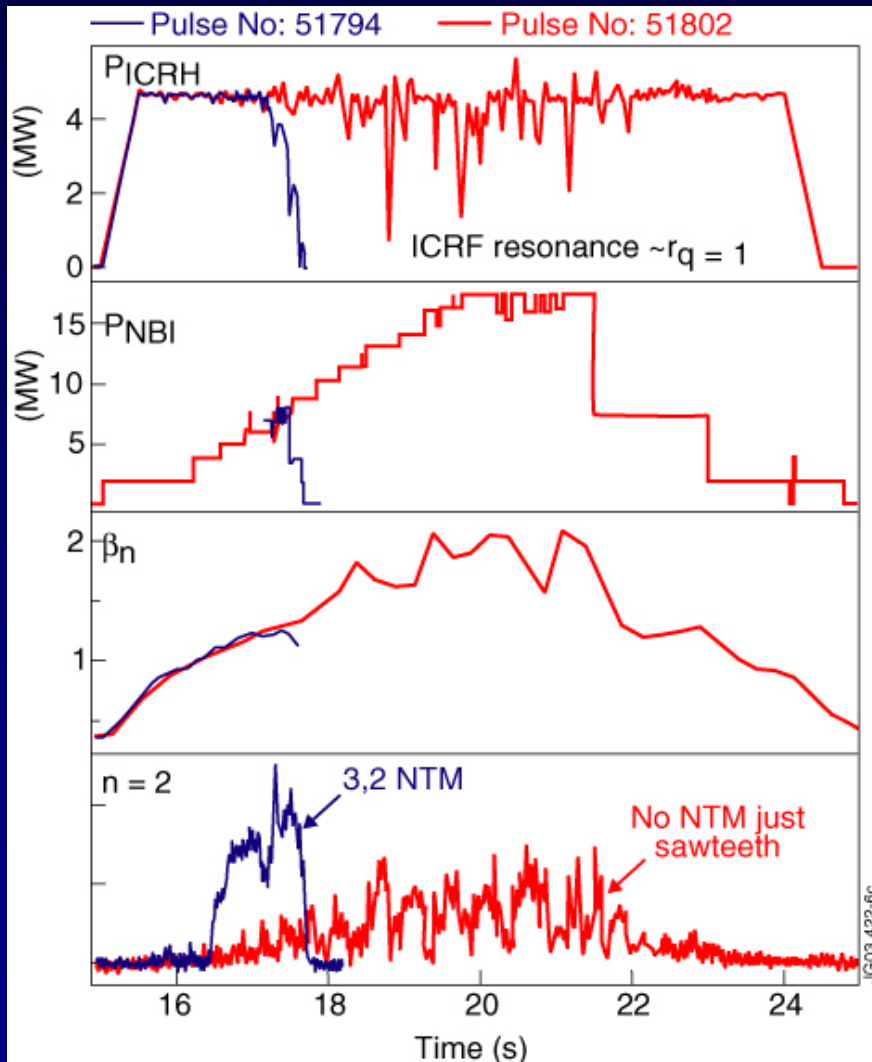 Pulse No: 51794 Pulse No: 51802
PICRH
(MW)
4
2
0
ICRF resonance ~rq = 1
PNBI
(MW)
15
10
5
βn
2
1
n = 2
3,2 NTM
No NTM just
sawteeth
16 18 20 22 24
Time (s)